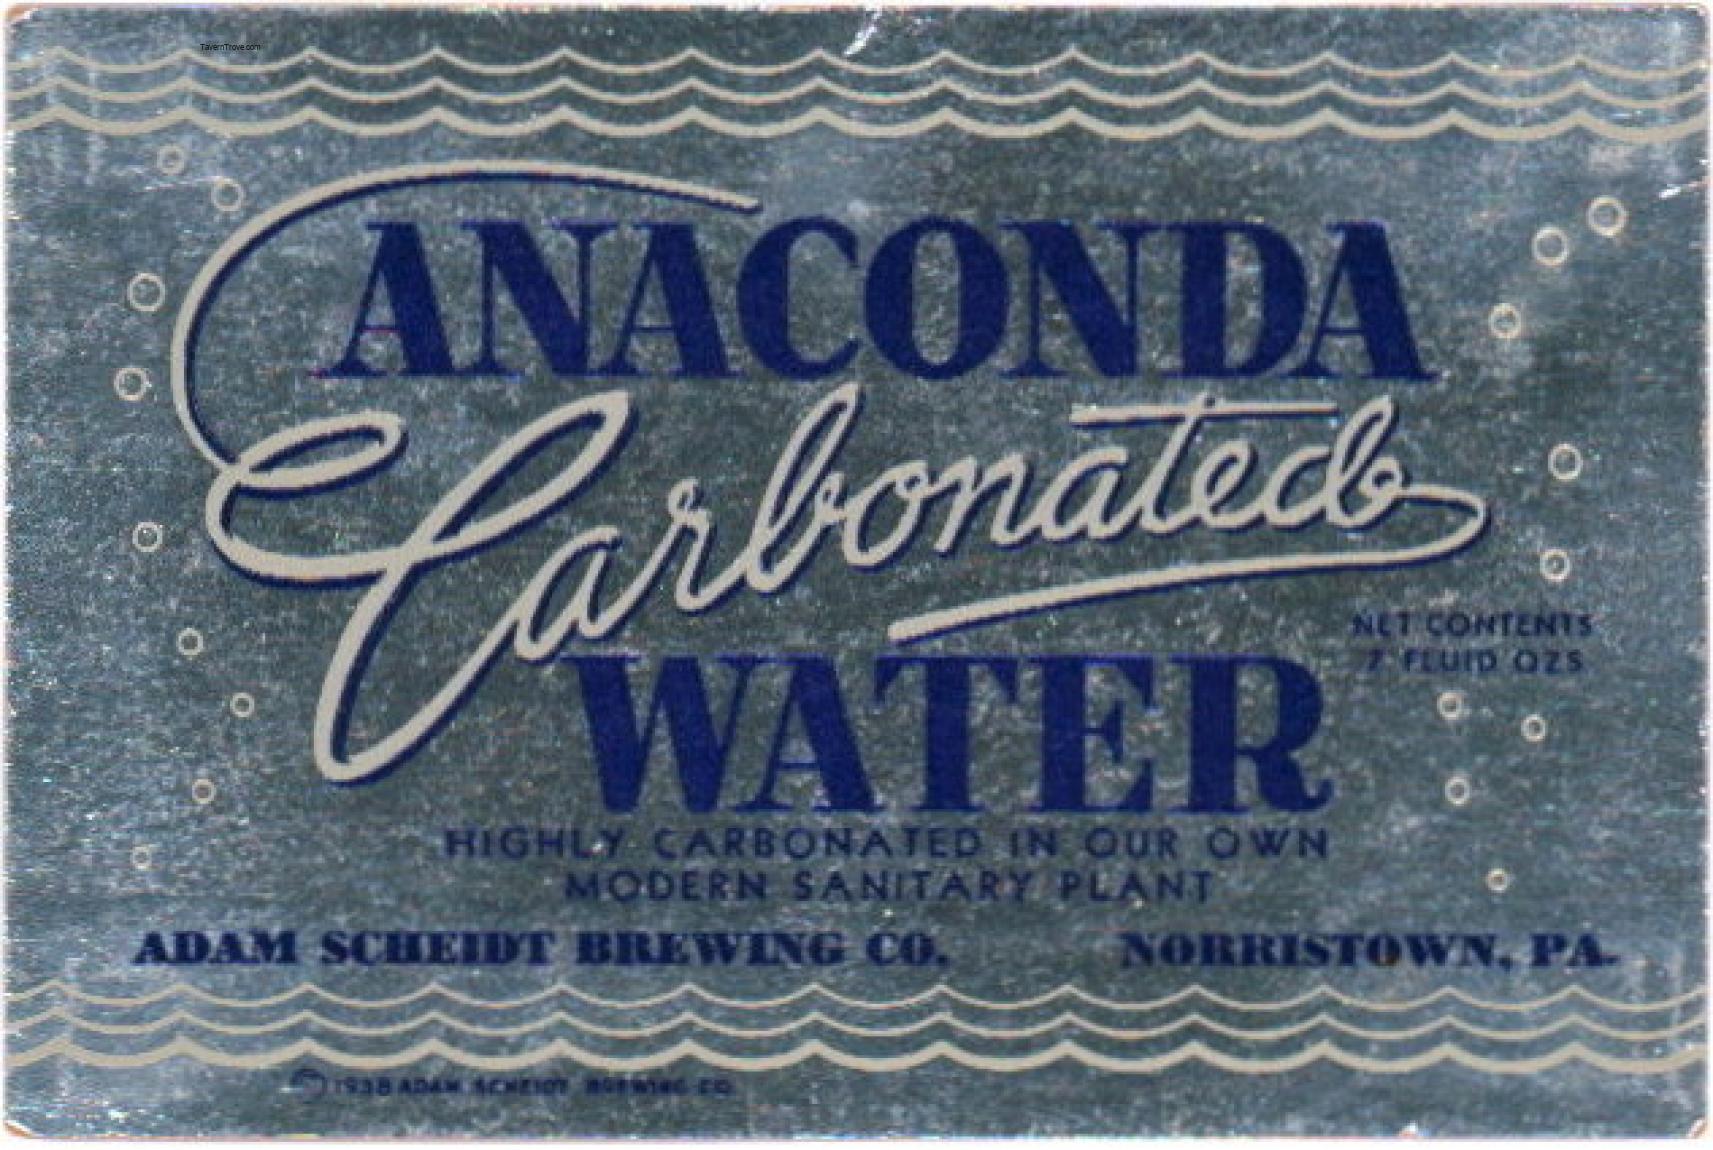 TavernTrove.com
ANACONDA
Carbonated
WATER
NET CONTENTS
7 FLUID OZS
HIGHLY CARBONATED IN OUR OWN
MODERN SANITARY PLANT
ADAM SCHEIDT BREWING CO. NORRISTOWN, PA.
© 1938 ADAM SCHEIDT BREWING CO.